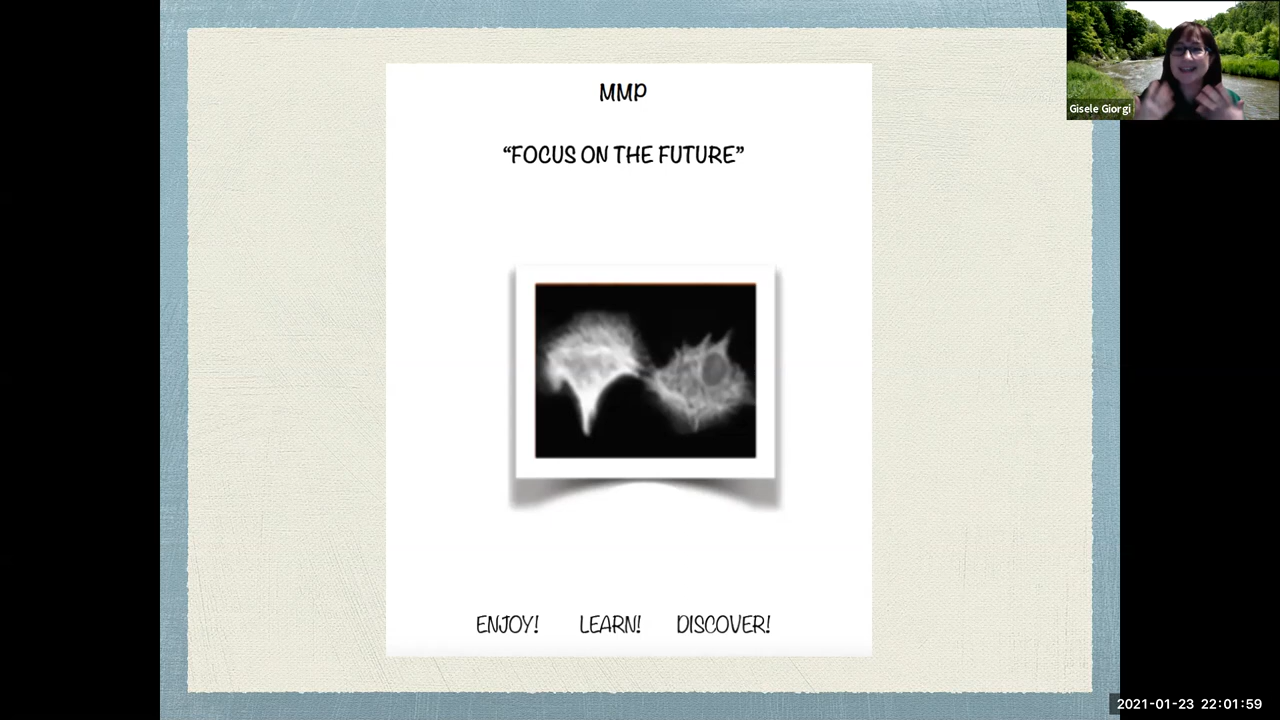 MMP
“FOCUS ON THE FUTURE”
ENJOY! LEARN! DISCOVER!
Gisele Giorgi
2021-01-23 22:01:59